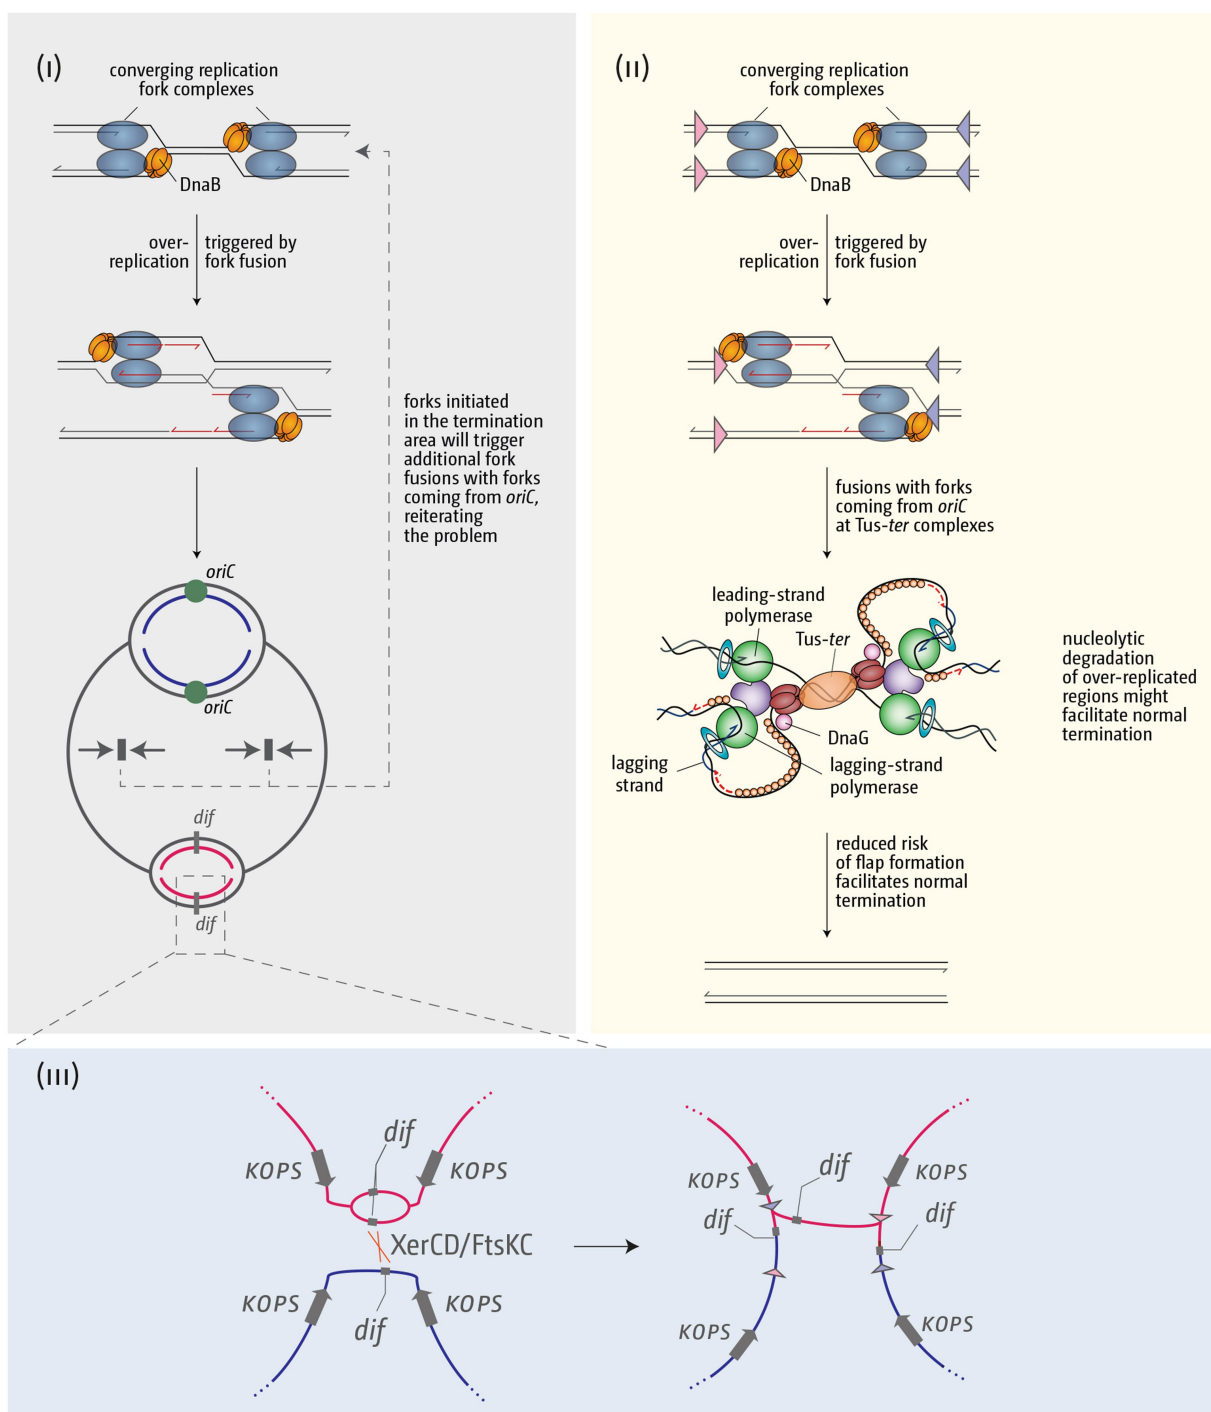 (I)
converging replication
fork complexes
DnaB
over-
replication
triggered by
fork fusion
forks initiated
in the termination
area will trigger
additional fork
fusions with forks
coming from oriC,
reiterating
the problem
oriC
oriC
dif
dif
(II)
converging replication
fork complexes
DnaB
over-
replication
triggered by
fork fusion
fusions with forks
coming from oriC
at Tus-ter complexes
leading-strand
polymerase
Tus-ter
DnaG
lagging
strand
lagging-strand
polymerase
nucleolytic
degradation
of over-replicated
regions might
facilitate normal
termination
reduced risk
of flap formation
facilitates normal
termination
(III)
dif
KOPS
KOPS
XerCD/FtsKC
KOPS
KOPS
dif
KOPS
dif
KOPS
dif
dif
KOPS
KOPS